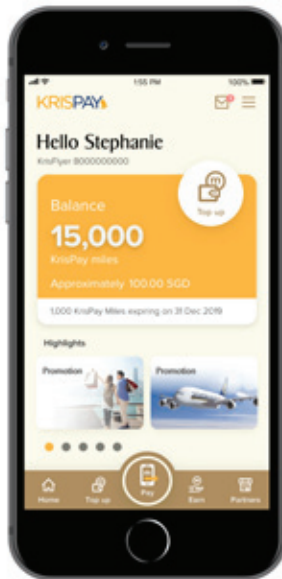 1:55 PM 100%
KRISPAY
Hello Stephanie
KrisFlyer 8000000000
Top up
Balance
15,000
KrisPay miles
Approximately 100.00 SGD
1,000 KrisPay Miles expiring on 31 Dec 2019
Highlights
Promotion Promotion
Home Top up Pay Earn Partners